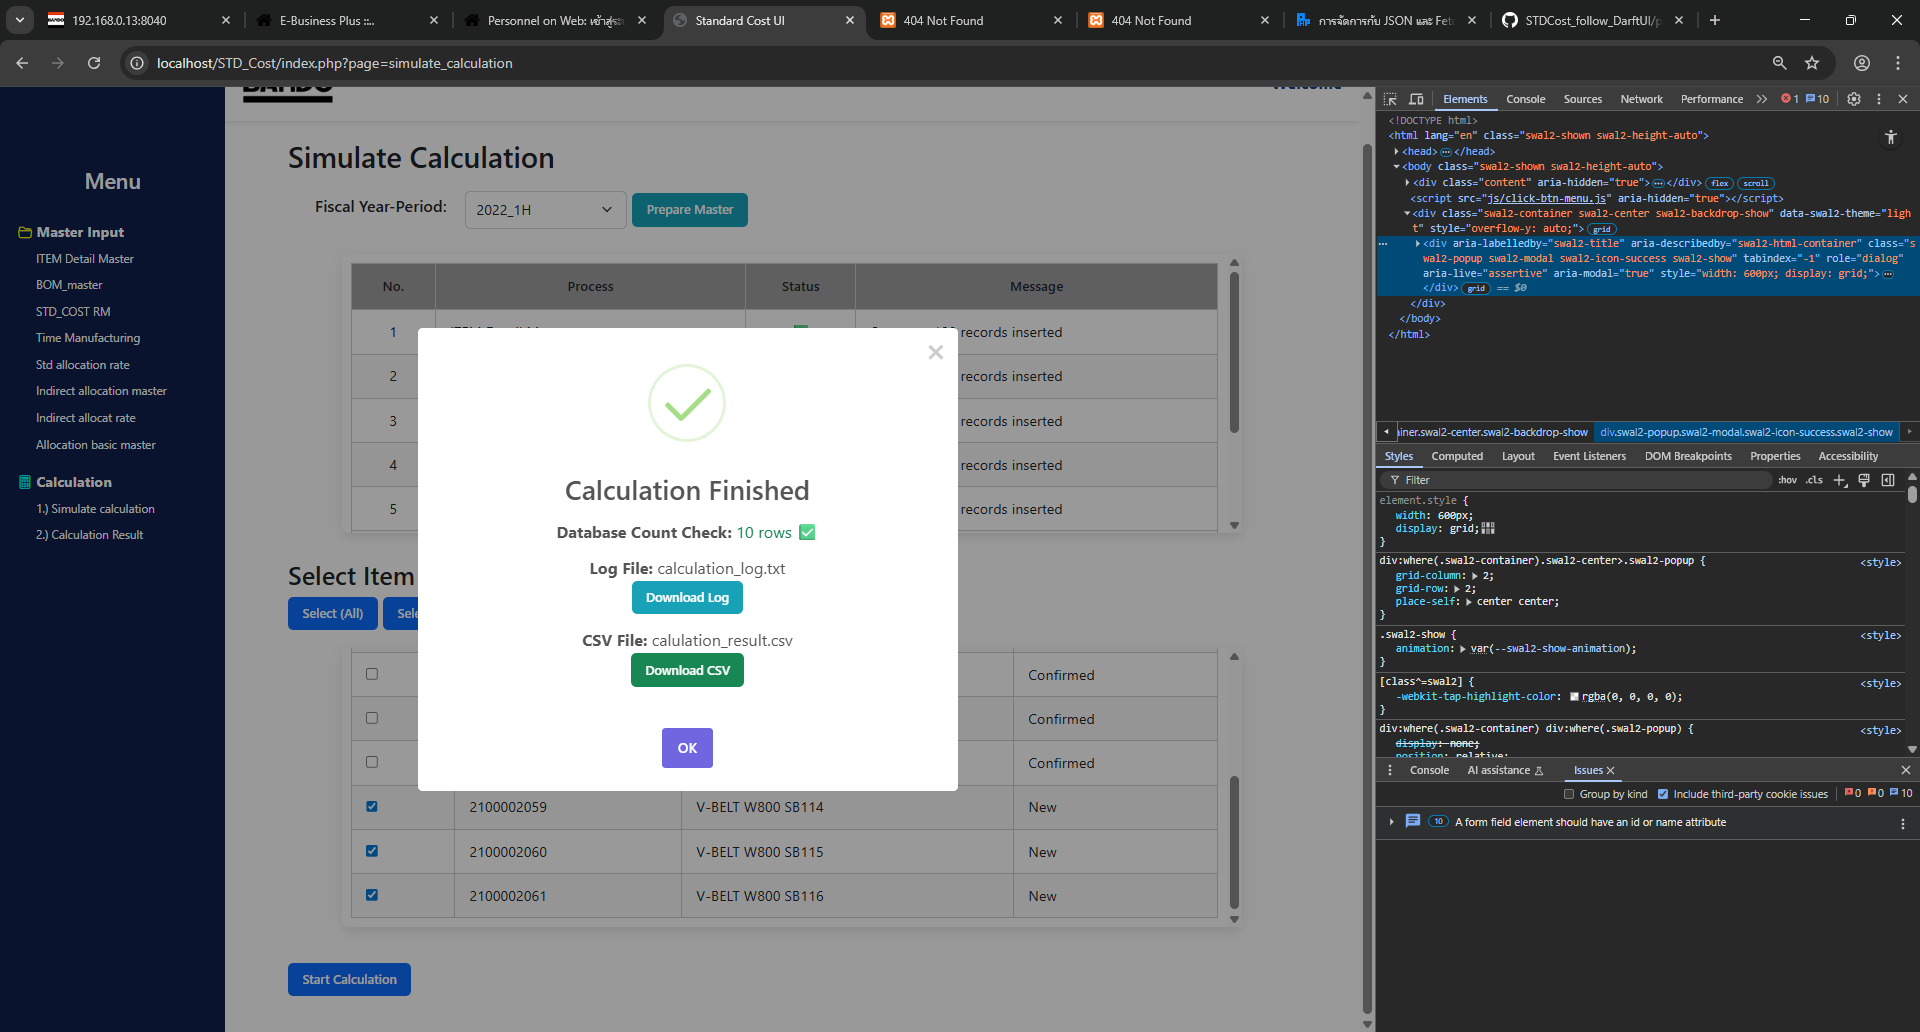 192.168.0.13:8040
E-Business Plus ::..
Personnel on Web: เข้าสู่ระ
Standard Cost UI
404 Not Found
404 Not Found
การจัดการกับ JSON และ Fet
STDCost_follow_DarftUI/p
localhost/STD_Cost/index.php?page=simulate_calculation
BANDO
Welcome
Menu
Master Input
ITEM Detail Master
BOM_master
STD_COST RM
Time Manufacturing
Std allocation rate
Indirect allocation master
Indirect allocat rate
Allocation basic master
Calculation
1.) Simulate calculation
2.) Calculation Result
Simulate Calculation
Fiscal Year-Period: 2022_1H Prepare Master
No. Process Status Message
1 records inserted
2 records inserted
3 records inserted
4 records inserted
5 records inserted
Select Item
Select (All) Sele
Confirmed
Confirmed
Confirmed
2100002059 V-BELT W800 SB114 New
2100002060 V-BELT W800 SB115 New
2100002061 V-BELT W800 SB116 New
Start Calculation
×
Calculation Finished
Database Count Check: 10 rows ✅
Log File: calculation_log.txt
Download Log
CSV File: calulation_result.csv
Download CSV
OK
Elements Console Sources Network Performance 1 10
<!DOCTYPE html>
<html lang="en" class="swal2-shown swal2-height-auto">
<head> </head>
<body class="swal2-shown swal2-height-auto">
<div class="content" aria-hidden="true"> </div> flex scroll
<script src="js/click-btn-menu.js" aria-hidden="true"></script>
<div class="swal2-container swal2-center swal2-backdrop-show" data-swal2-theme="ligh
t" style="overflow-y: auto;"> grid
<div aria-labelledby="swal2-title" aria-describedby="swal2-html-container" class="s
wal2-popup swal2-modal swal2-icon-success swal2-show" tabindex="-1" role="dialog"
aria-live="assertive" aria-modal="true" style="width: 600px; display: grid;">
</div> grid == $0
</div>
</body>
</html>
iner.swal2-center.swal2-backdrop-show div.swal2-popup.swal2-modal.swal2-icon-success.swal2-show
Styles Computed Layout Event Listeners DOM Breakpoints Properties Accessibility
Filter :hov .cls
element.style {
width: 600px;
display: grid;
}
div:where(.swal2-container).swal2-center>.swal2-popup { <style>
grid-column: 2;
grid-row: 2;
place-self: center center;
}
.swal2-show { <style>
animation: var(--swal2-show-animation);
}
[class^=swal2] { <style>
-webkit-tap-highlight-color: rgba(0, 0, 0, 0);
}
div:where(.swal2-container) div:where(.swal2-popup) { <style>
display: none;
position: relative;
Console AI assistance Issues
Group by kind Include third-party cookie issues 0 0 10
10 A form field element should have an id or name attribute